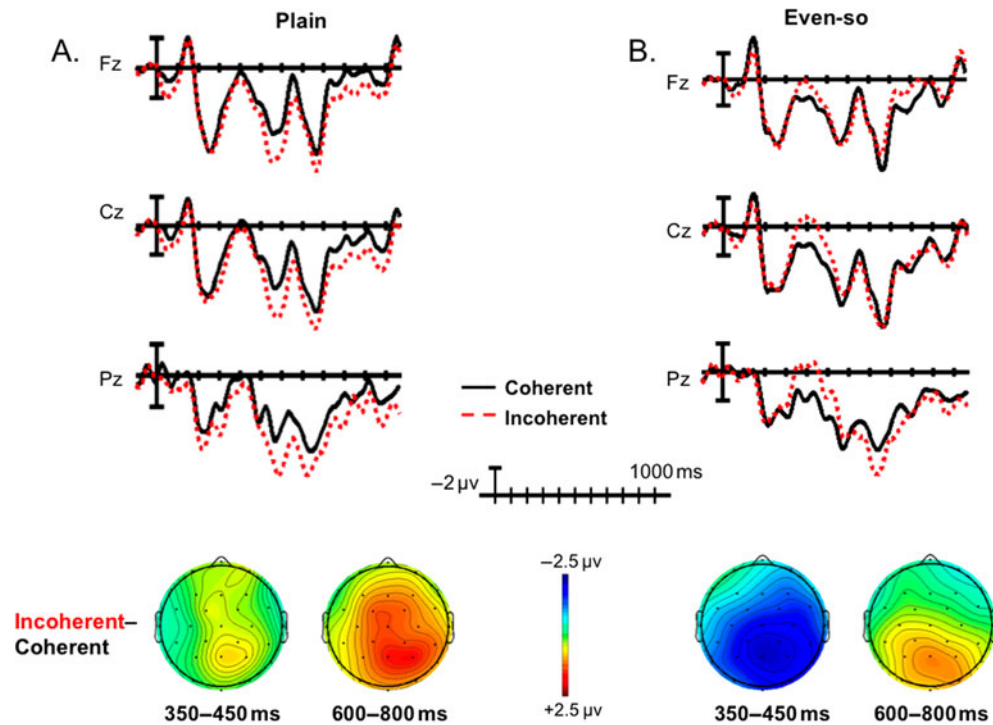 Plain
Even-so
A.
B.
Fz
Fz
Cz
Cz
Pz
Pz
Coherent
Incoherent
1000 ms
–2 µv
–2.5 µv
Incoherent–
Coherent
+2.5 µv
350–450 ms
600–800 ms
350–450 ms
600–800 ms